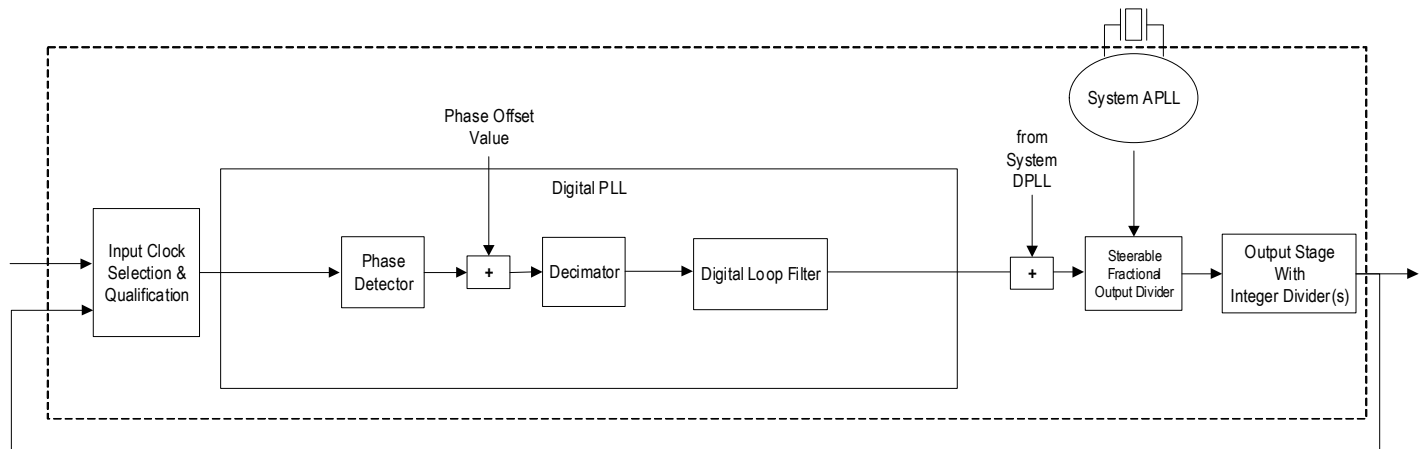 System APLL
Phase Offset
Value
from
System
DPLL
Digital PLL
Input Clock
Selection &
Qualification
Phase
Detector
+
Decimator
Digital Loop Filter
+
Steerable
Fractional
Output Divider
Output Stage
With
Integer Divider(s)